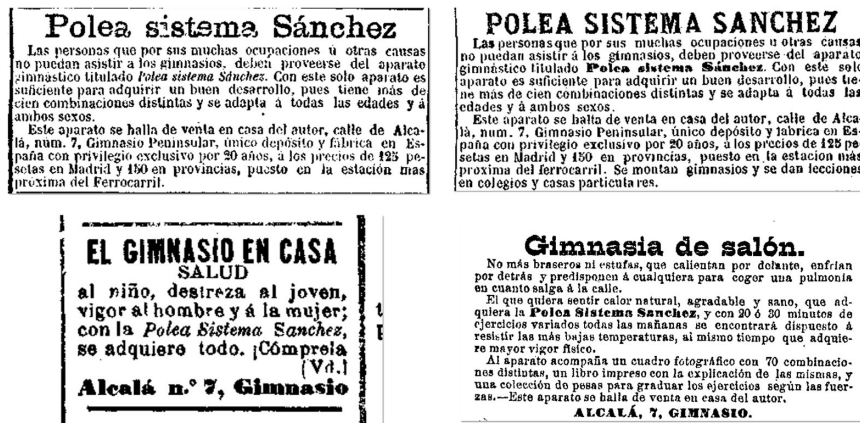 Polea sistema Sánchez
Las personas que por sus muchas ocupaciones ú otras causas
no puedan asistir a los gimnasios, deben proveerse del aparato
gimnástico titulado Polea sistema Sánchez. Con este solo aparato es
suficiente para adquirir un buen desarrollo, pues tiene más de
cien combinaciones distintas y se adapta á todas las edades y á
ambos sexos.
Este aparato se halla de venta en casa del autor, calle de Alca-
lá, núm. 7, Gimnasio Peninsular, único depósito y fábrica en Es-
paña con privilegio exclusivo por 20 años, á los precios de 125 pe-
setas en Madrid y 150 en provincias, puesto en la estación mas
próxima del Ferrocarril.
POLEA SISTEMA SANCHEZ
Las personas que por sus muchas ocupaciones ú otras causas
no puedan asistir á los gimnasios, deben proveerse del aparato
gimnástico titulado Polea sistema Sánchez. Con este solo
aparato es suficiente para adquirir un buen desarrollo, pues tie-
ne más de cien combinaciones distintas y se adapta á todas las
edades y á ambos sexos.
Este aparato se halla de venta en casa del autor, calle de Alca-
lá, núm. 7, Gimnasio Peninsular, único depósito y fabrica en Es-
paña con privilegio exclusivo por 20 años, á los precios de 125 pe-
setas en Madrid y 150 en provincias, puesto en la estacion más
proxima del ferrocarril. Se montan gimnasios y se dan lecciones
en colegios y casas particulares.
EL GIMNASIO EN CASA
SALUD
al niño, destreza al joven,
vigor al hombre y á la mujer;
con la Polea Sistema Sanchez,
se adquiere todo. ¡Cómprela
(Vd.!
Alcalá n.º 7, Gimnasio
Gimnasia de salón.
No más braseros ni estufas, que calientan por delante, enfrían
por detrás y predisponen á cualquiera para coger una pulmonía
en cuanto salga á la calle.
El que quiera sentir calor natural, agradable y sano, que ad-
quiera la Polea Sistema Sanchez, y con 20 ó 30 minutos de
ejercicios variados todas las mañanas se encontrará dispuesto á
resistir las más bajas temperaturas, al mismo tiempo que adquie-
re mayor vigor físico.
Al aparato acompaña un cuadro fotográfico con 70 combinacio-
nes distintas, un libro impreso con la explicación de las mismas, y
una colección de pesas para graduar los ejercicios según las fuer-
zas.—Este aparato se halla de venta en casa del autor.
ALCALÁ, 7, GIMNASIO.